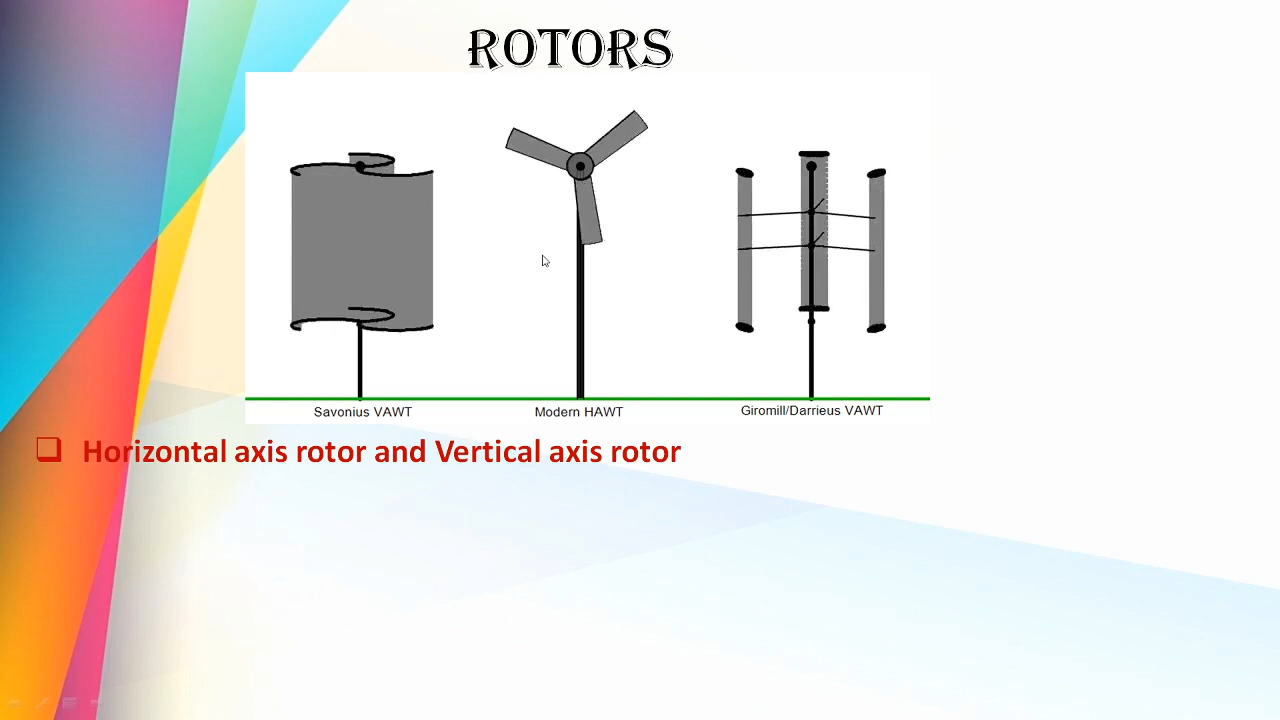 ROTORS
Savonius VAWT
Modern HAWT
Giromill/Darrieus VAWT
Horizontal axis rotor and Vertical axis rotor